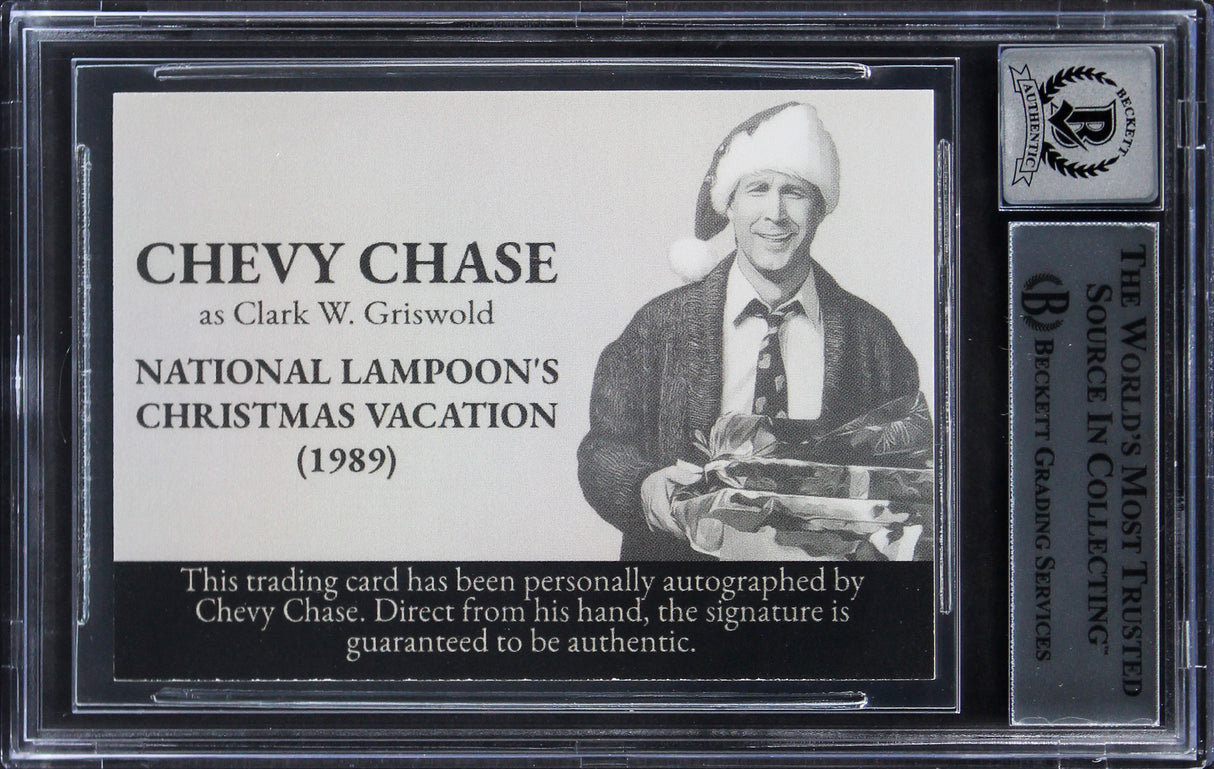 CHEVY CHASE
as Clark W. Griswold
NATIONAL LAMPOON'S
CHRISTMAS VACATION
(1989)
This trading card has been personally autographed by
Chevy Chase. Direct from his hand, the signature is
guaranteed to be authentic.
BECKETT
AUTHENTIC
THE WORLD'S MOST TRUSTED
SOURCE IN COLLECTING™
B BECKETT GRADING SERVICES